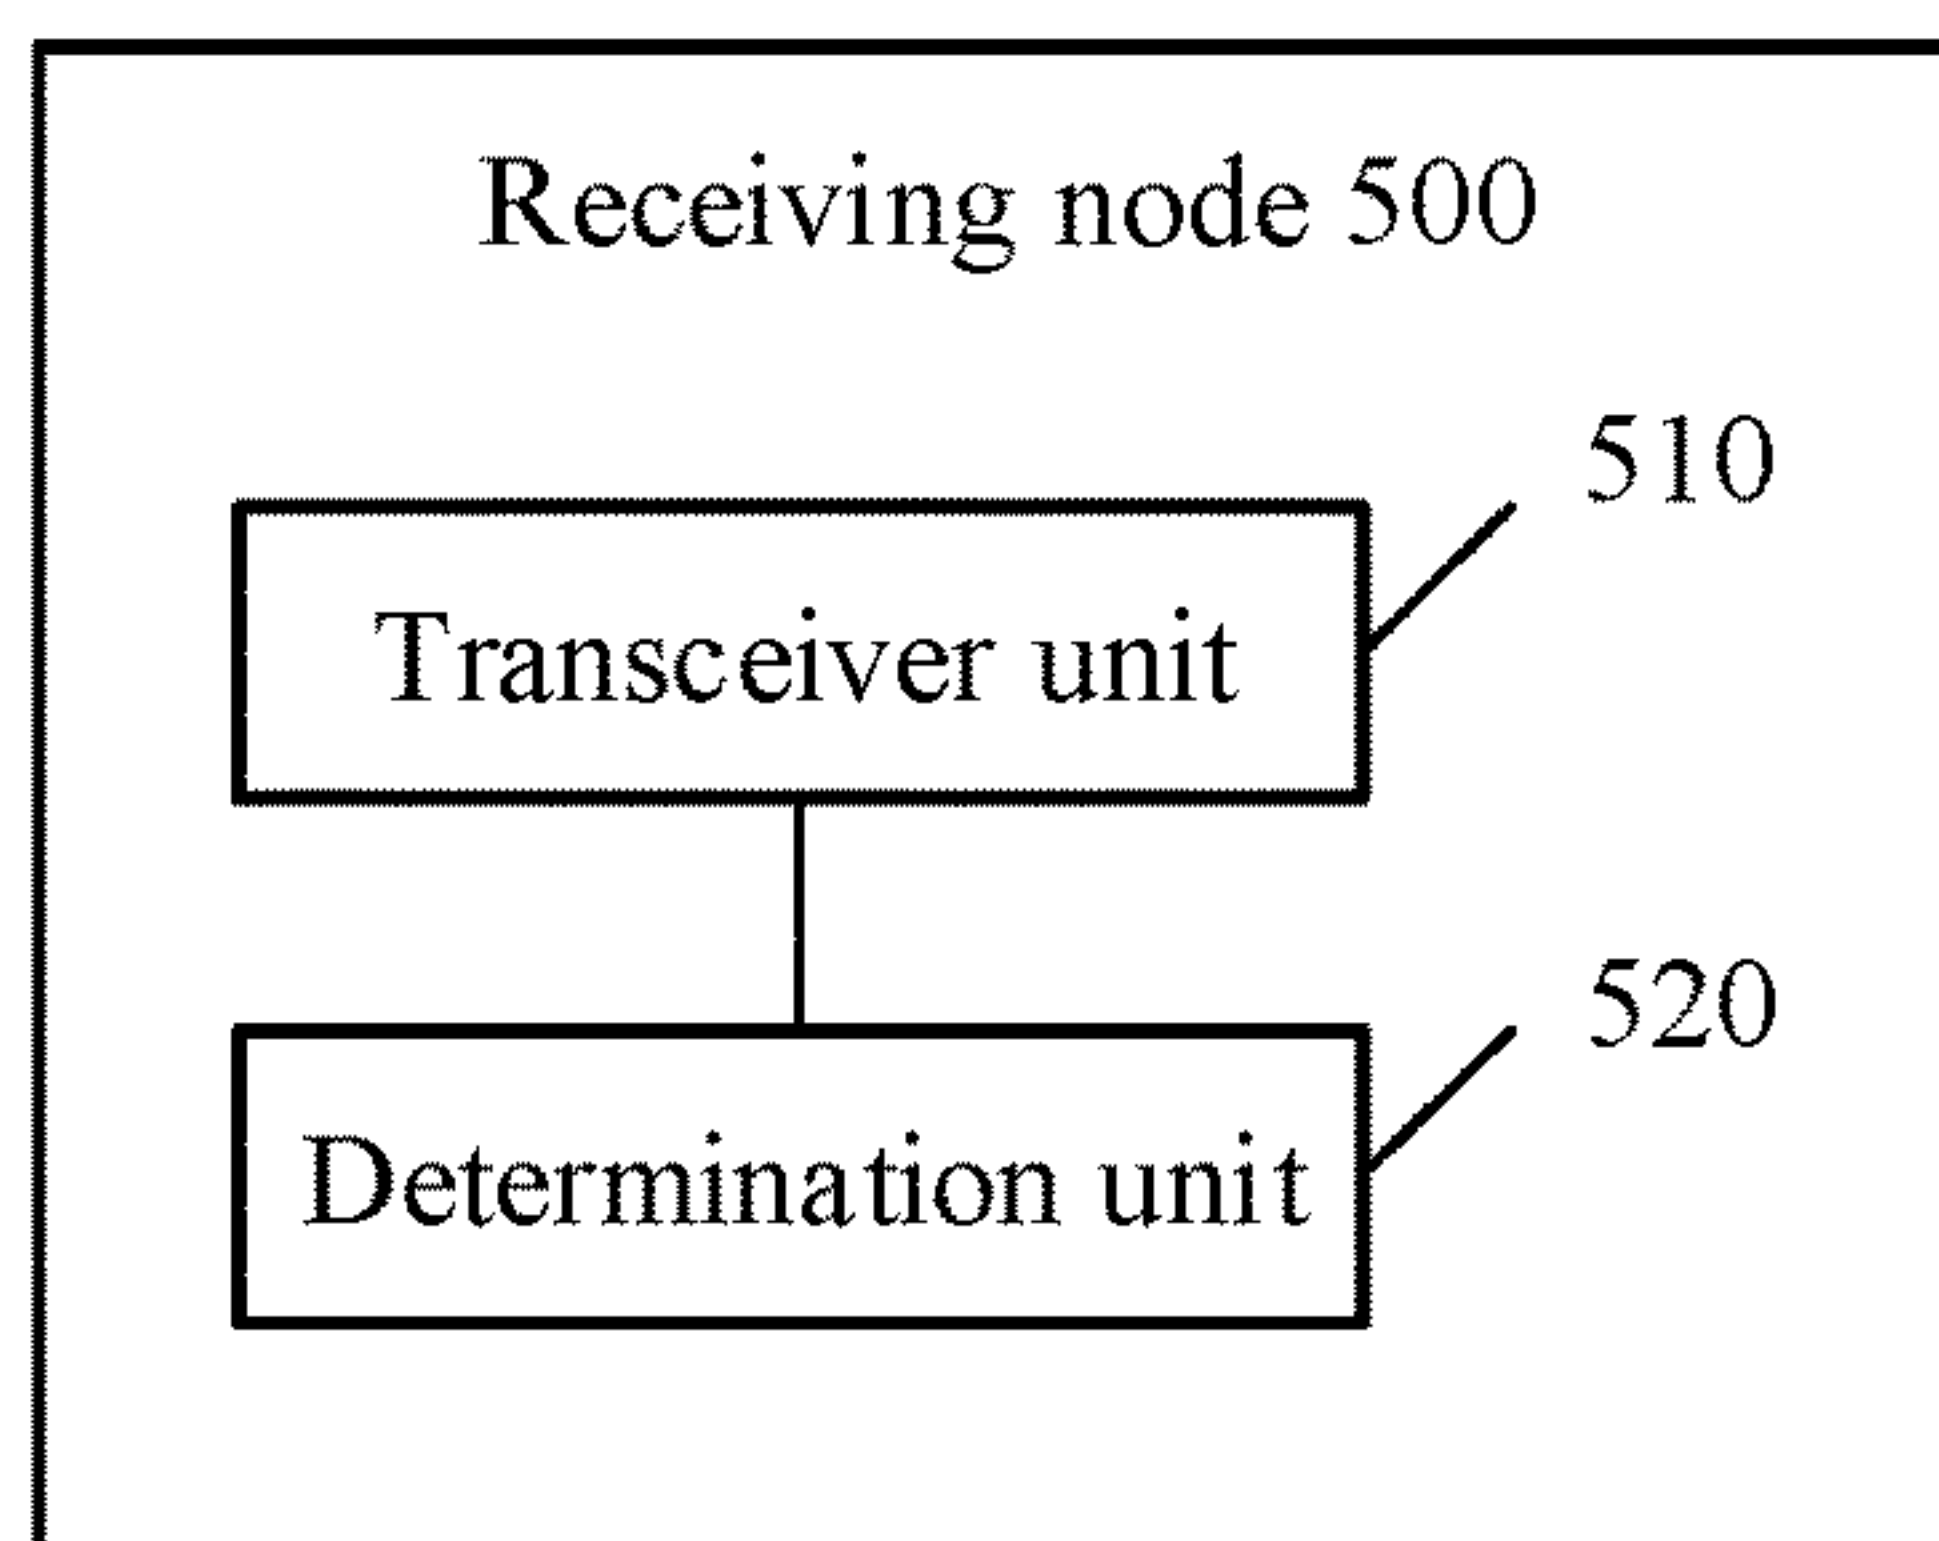 Receiving node 500
510
Transceiver unit
520
Determination unit